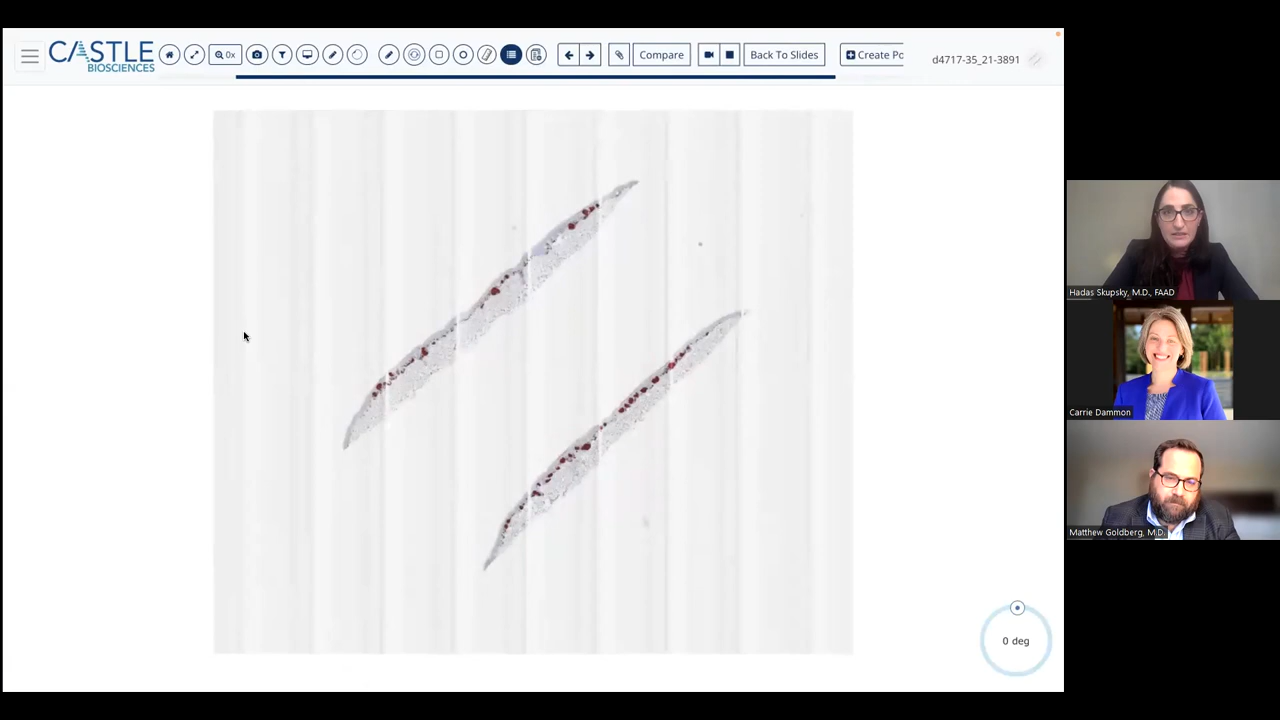 CASTLE
BIOSCIENCES
0x
Compare
Back To Slides
Create Po
d4717-35_21-3891
Hadas Skupsky, M.D., FAAD
Carrie Dammon
Matthew Goldberg, M.D.
0 deg